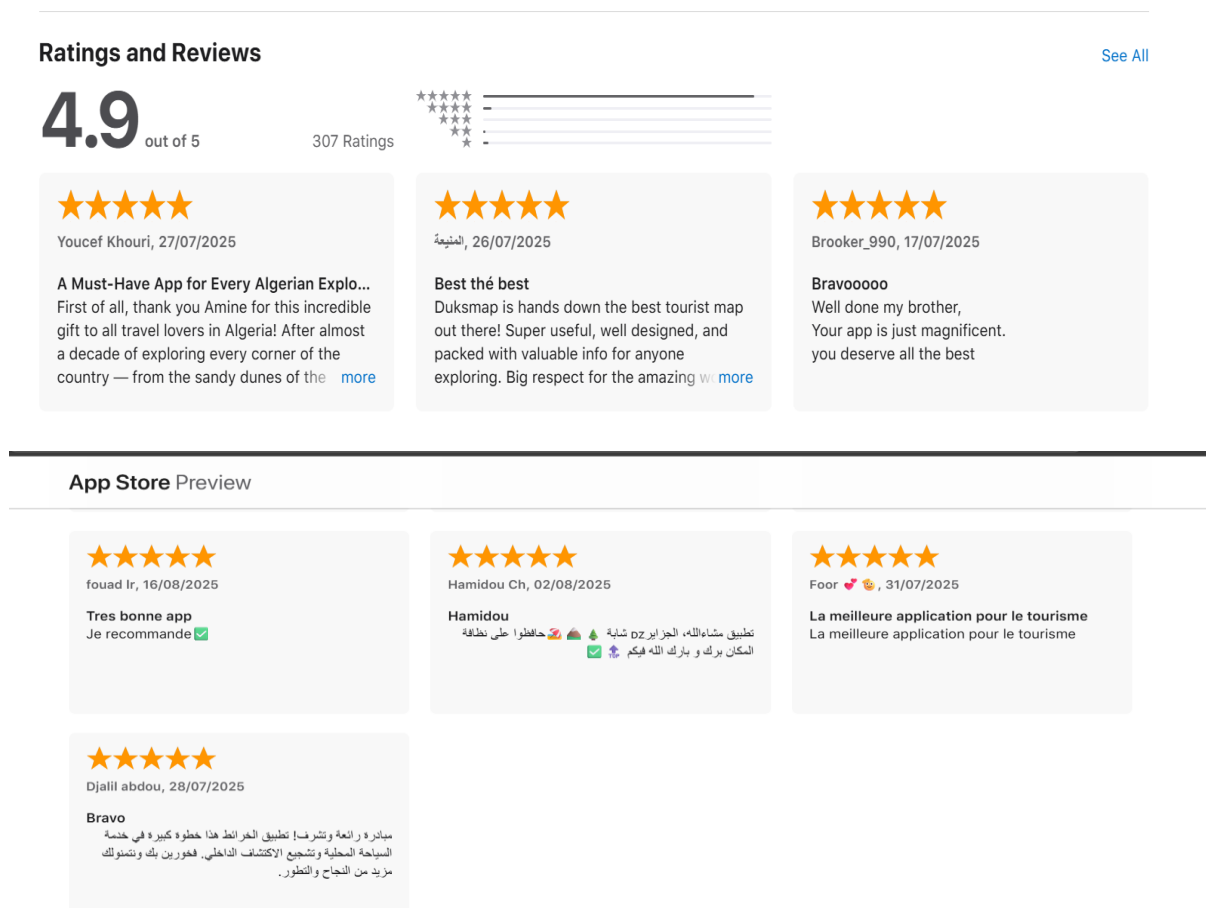 Ratings and Reviews
See All
4.9 out of 5
307 Ratings
★★★★★
★★★★
★★★
★★
★
★★★★★
Youcef Khouri, 27/07/2025
A Must-Have App for Every Algerian Explo...
First of all, thank you Amine for this incredible
gift to all travel lovers in Algeria! After almost
a decade of exploring every corner of the
country — from the sandy dunes of the more
★★★★★
المنيعة, 26/07/2025
Best thé best
Duksmap is hands down the best tourist map
out there! Super useful, well designed, and
packed with valuable info for anyone
exploring. Big respect for the amazing more
★★★★★
Brooker_990, 17/07/2025
Bravooooo
Well done my brother,
Your app is just magnificent.
you deserve all the best
App Store Preview
★★★★★
fouad lr, 16/08/2025
Tres bonne app
Je recommande✅
★★★★★
Hamidou Ch, 02/08/2025
Hamidou
تطبيق مشاءالله، الجزاير🇩🇿 شابة 🌲 ⛰️ 🏖️ حافظوا على نظافة
المكان برك و بارك الله فيكم 🔝 ✅
★★★★★
Foor 💕 🫡, 31/07/2025
La meilleure application pour le tourisme
La meilleure application pour le tourisme
★★★★★
Djalil abdou, 28/07/2025
Bravo
مبادرة رائعة وتشرف! تطبيق الخرائط هذا خطوة كبيرة في خدمة
السياحة المحلية وتشجيع الاكتشاف الداخلي. فخورين بك ونتمنولك
مزيد من النجاح والتطور.